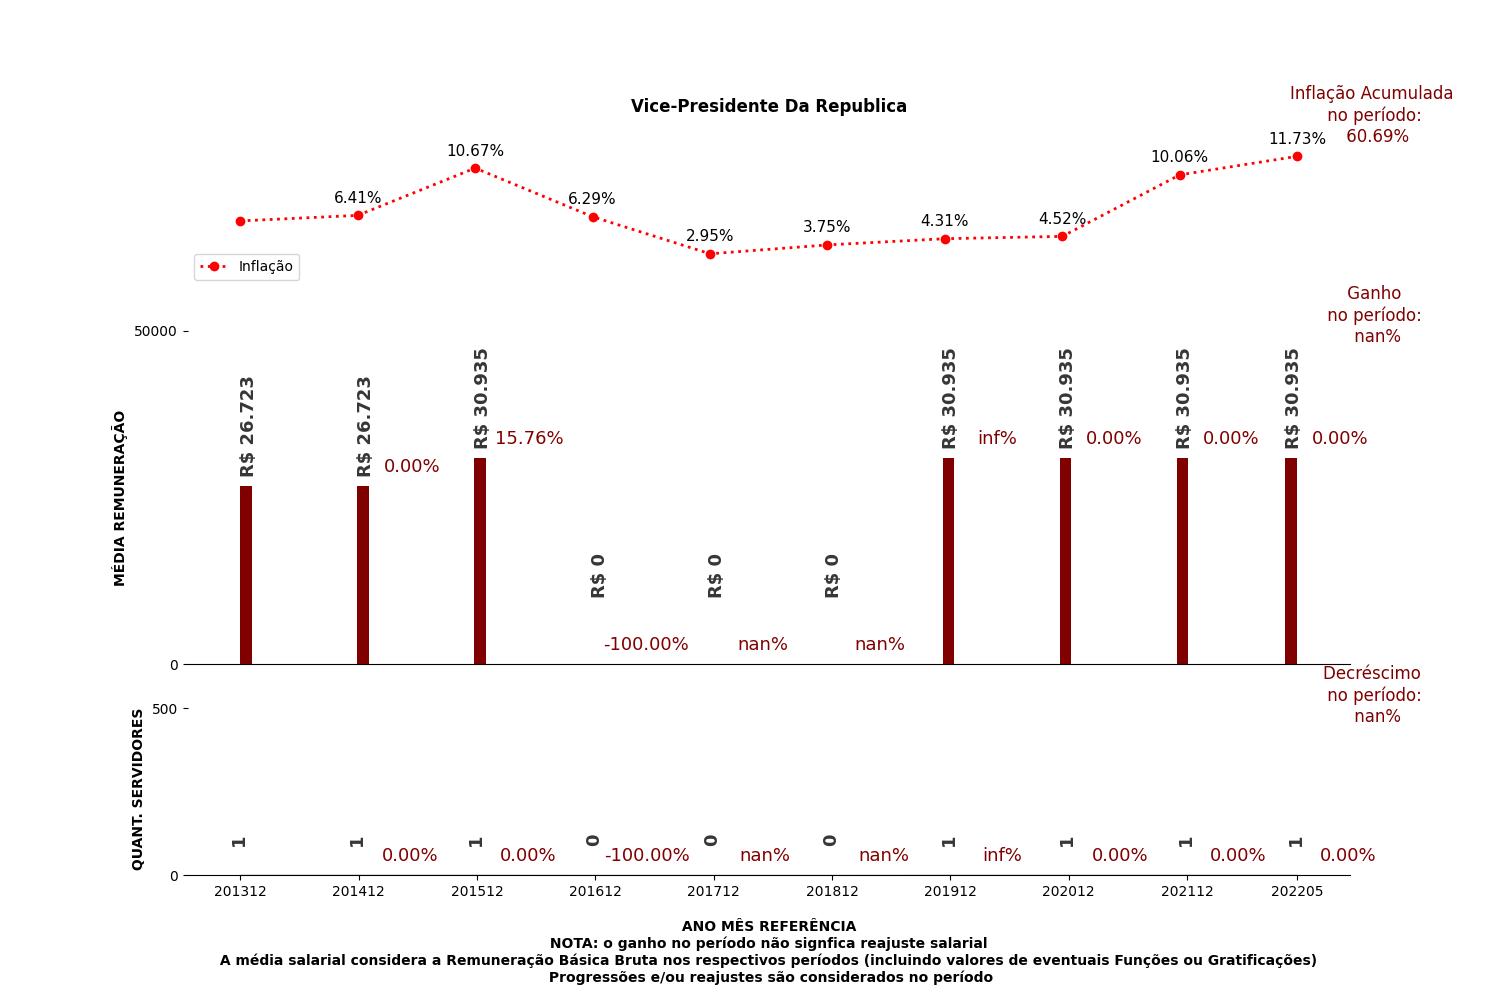 Vice-Presidente Da Republica
Inflação Acumulada
no período:
60.69%
6.41%
10.67%
6.29%
2.95%
3.75%
4.31%
4.52%
10.06%
11.73%
Inflação
Ganho
no período:
nan%
MÉDIA REMUNERAÇÃO
50000
0
R$ 26.723
R$ 26.723
R$ 30.935
R$ 0
R$ 0
R$ 0
R$ 30.935
R$ 30.935
R$ 30.935
R$ 30.935
0.00%
15.76%
-100.00%
nan%
nan%
inf%
0.00%
0.00%
0.00%
Decréscimo
no período:
nan%
QUANT. SERVIDORES
500
0
1
1
1
0
0
0
1
1
1
1
0.00%
0.00%
-100.00%
nan%
nan%
inf%
0.00%
0.00%
0.00%
201312
201412
201512
201612
201712
201812
201912
202012
202112
202205
ANO MÊS REFERÊNCIA
NOTA: o ganho no período não signfica reajuste salarial
A média salarial considera a Remuneração Básica Bruta nos respectivos períodos (incluindo valores de eventuais Funções ou Gratificações)
Progressões e/ou reajustes são considerados no período